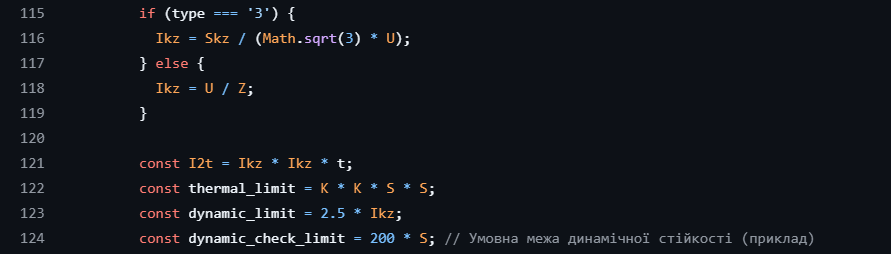 115 if (type === '3') {
116 Ikz = Skz / (Math.sqrt(3) * U);
117 } else {
118 Ikz = U / Z;
119 }
120
121 const I2t = Ikz * Ikz * t;
122 const thermal_limit = K * K * S * S;
123 const dynamic_limit = 2.5 * Ikz;
124 const dynamic_check_limit = 200 * S; // Умовна межа динамічної стійкості (приклад)